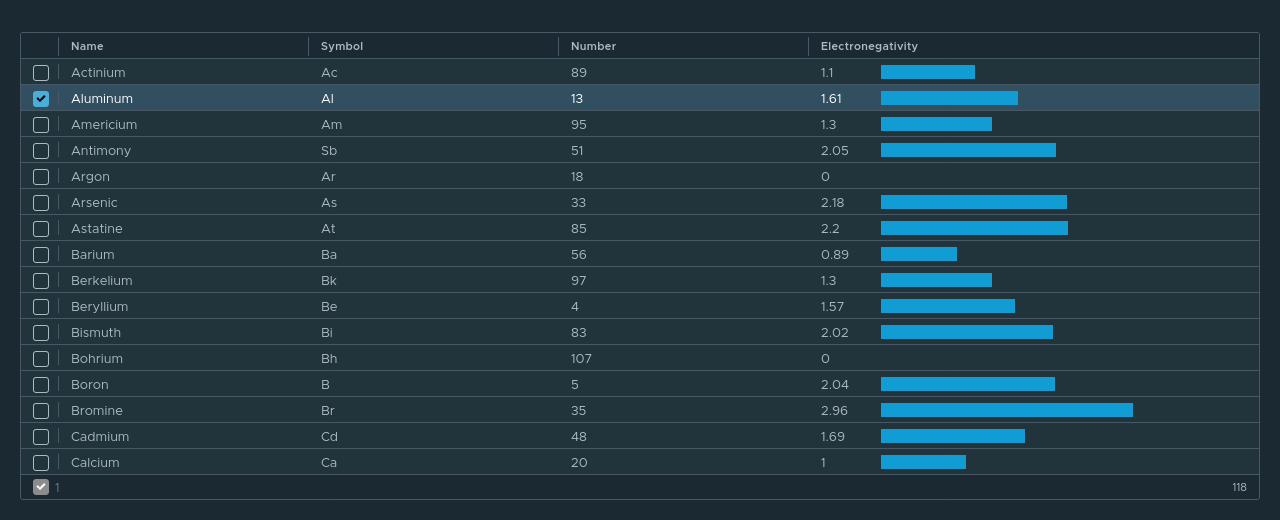 Name Symbol Number Electronegativity
Actinium Ac 89 1.1
Aluminum Al 13 1.61
Americium Am 95 1.3
Antimony Sb 51 2.05
Argon Ar 18 0
Arsenic As 33 2.18
Astatine At 85 2.2
Barium Ba 56 0.89
Berkelium Bk 97 1.3
Beryllium Be 4 1.57
Bismuth Bi 83 2.02
Bohrium Bh 107 0
Boron B 5 2.04
Bromine Br 35 2.96
Cadmium Cd 48 1.69
Calcium Ca 20 1
1 118